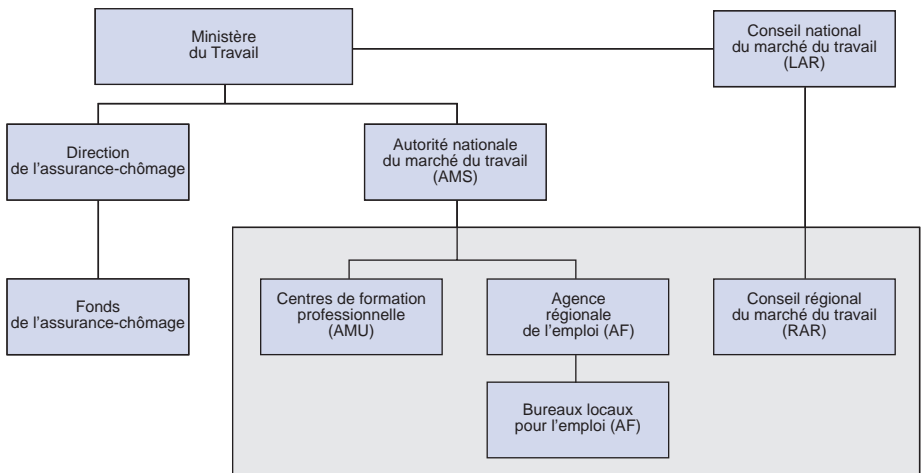 Ministère
du Travail
Conseil national
du marché du travail
(LAR)
Direction
de l'assurance-chômage
Autorité nationale
du marché du travail
(AMS)
Fonds
de l'assurance-chômage
Centres de formation
professionnelle
(AMU)
Agence
régionale
de l'emploi (AF)
Conseil régional
du marché du travail
(RAR)
Bureaux locaux
pour l'emploi (AF)